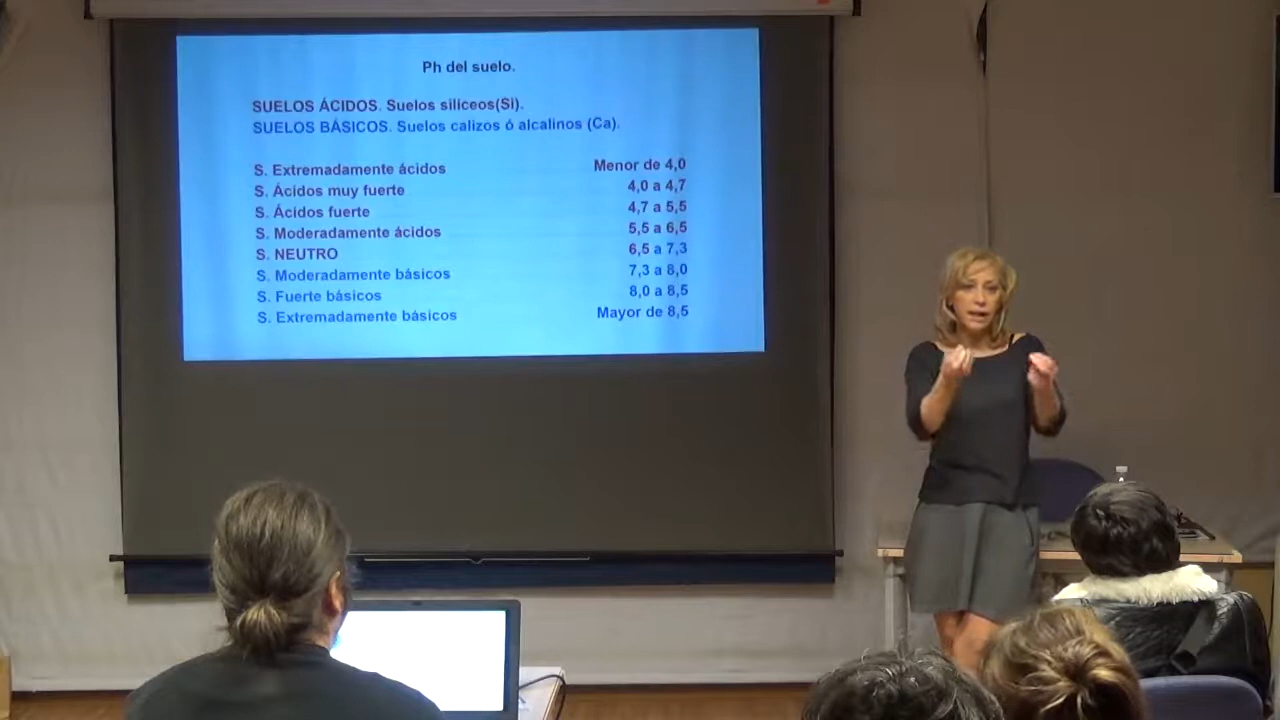 Ph del suelo.
SUELOS ÁCIDOS. Suelos silíceos(Si).
SUELOS BÁSICOS. Suelos calizos ó alcalinos (Ca).
S. Extremadamente ácidos Menor de 4,0
S. Ácidos muy fuerte 4,0 a 4,7
S. Ácidos fuerte 4,7 a 5,5
S. Moderadamente ácidos 5,5 a 6,5
S. NEUTRO 6,5 a 7,3
S. Moderadamente básicos 7,3 a 8,0
S. Fuerte básicos 8,0 a 8,5
S. Extremadamente básicos Mayor de 8,5